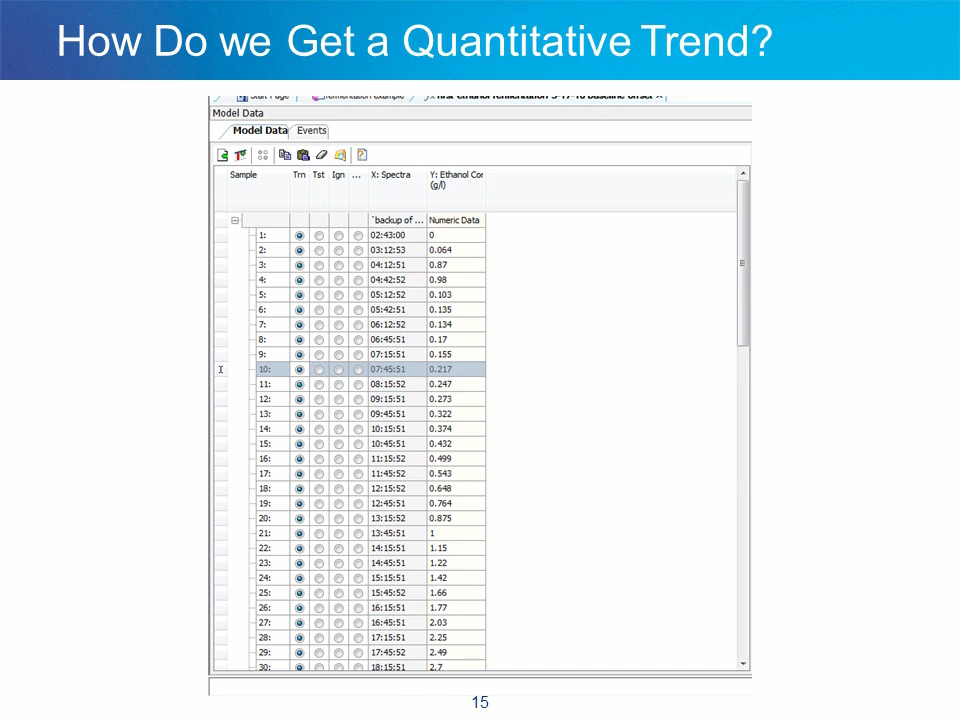 How Do we Get a Quantitative Trend?
Model Data
Model Data Events
Sample Trn Tst Ign ... X: Spectra Y: Ethanol Cor
(g/l)
`backup of ... Numeric Data
1: 02:43:00 0
2: 03:12:53 0.064
3: 04:12:51 0.87
4: 04:42:52 0.98
5: 05:12:52 0.103
6: 05:42:51 0.135
7: 06:12:52 0.134
8: 06:45:51 0.17
9: 07:15:51 0.155
10: 07:45:51 0.217
11: 08:15:52 0.247
12: 09:15:51 0.273
13: 09:45:51 0.322
14: 10:15:51 0.374
15: 10:45:51 0.432
16: 11:15:52 0.499
17: 11:45:52 0.543
18: 12:15:52 0.648
19: 12:45:51 0.764
20: 13:15:52 0.875
21: 13:45:51 1
22: 14:15:51 1.15
23: 14:45:51 1.22
24: 15:15:51 1.42
25: 15:45:52 1.66
26: 16:15:51 1.77
27: 16:45:51 2.03
28: 17:15:51 2.25
29: 17:45:52 2.49
30: 18:15:51 2.7
15